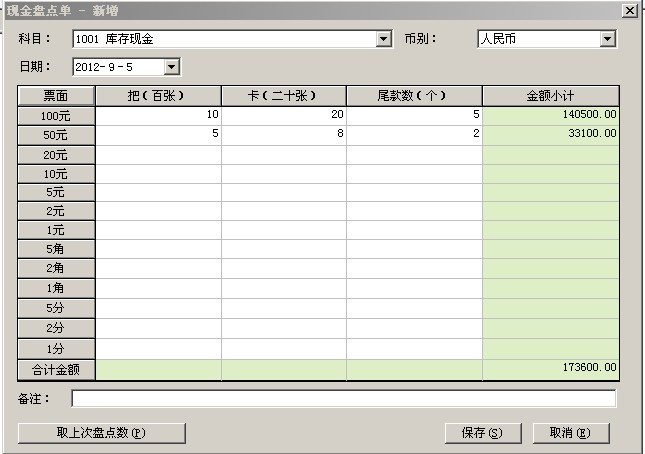 现金盘点单 - 新增
科目： 1001 库存现金 币别： 人民币
日期： 2012- 9 - 5
票面 把(百张) 卡(二十张) 尾款数(个) 金额小计
100元 10 20 5 140500.00
50元 5 8 2 33100.00
20元
10元
5元
2元
1元
5角
2角
1角
5分
2分
1分
合计金额 173600.00
备注：
取上次盘点数(P) 保存(S) 取消(E)